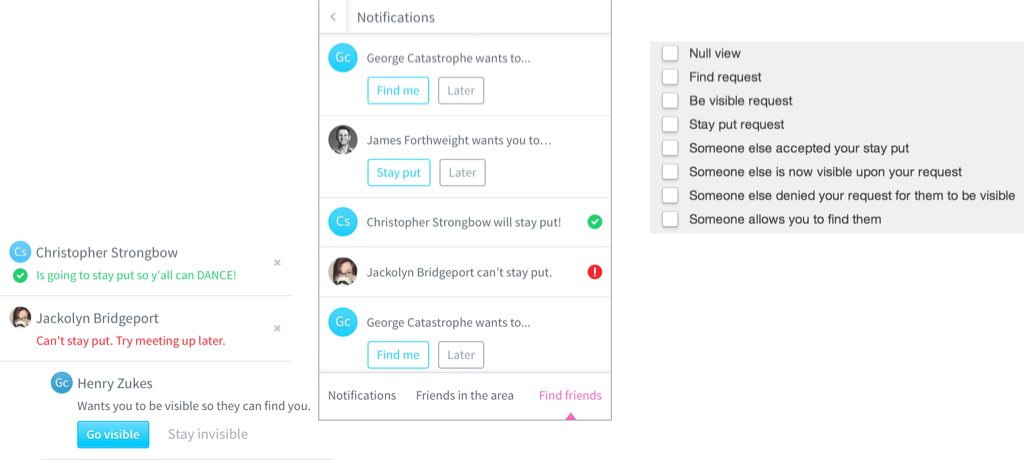 Cs Christopher Strongbow
Is going to stay put so y'all can DANCE!
×
Jackolyn Bridgeport
Can't stay put. Try meeting up later.
×
Gc Henry Zukes
Wants you to be visible so they can find you.
Go visible Stay invisible
Notifications
Gc George Catastrophe wants to...
Find me Later
James Forthweight wants you to...
Stay put Later
Cs Christopher Strongbow will stay put!
Jackolyn Bridgeport can't stay put.
Gc George Catastrophe wants to...
Find me Later
Notifications Friends in the area Find friends
Null view
Find request
Be visible request
Stay put request
Someone else accepted your stay put
Someone else is now visible upon your request
Someone else denied your request for them to be visible
Someone allows you to find them